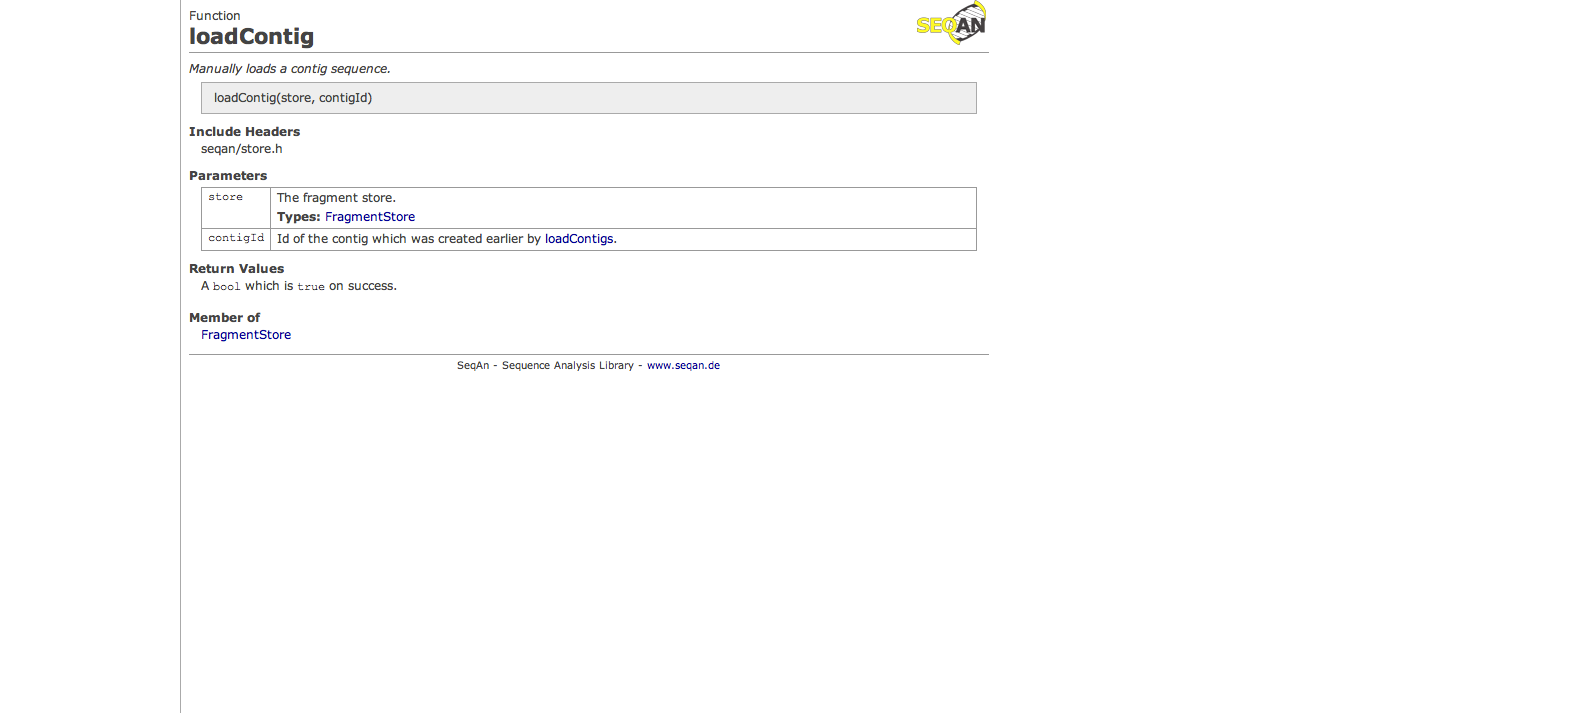 Function
loadContig
SEQAN
Manually loads a contig sequence.
loadContig(store, contigId)
Include Headers
seqan/store.h
Parameters
store The fragment store.
Types: FragmentStore
contigId Id of the contig which was created earlier by loadContigs.
Return Values
A bool which is true on success.
Member of
FragmentStore
SeqAn - Sequence Analysis Library - www.seqan.de